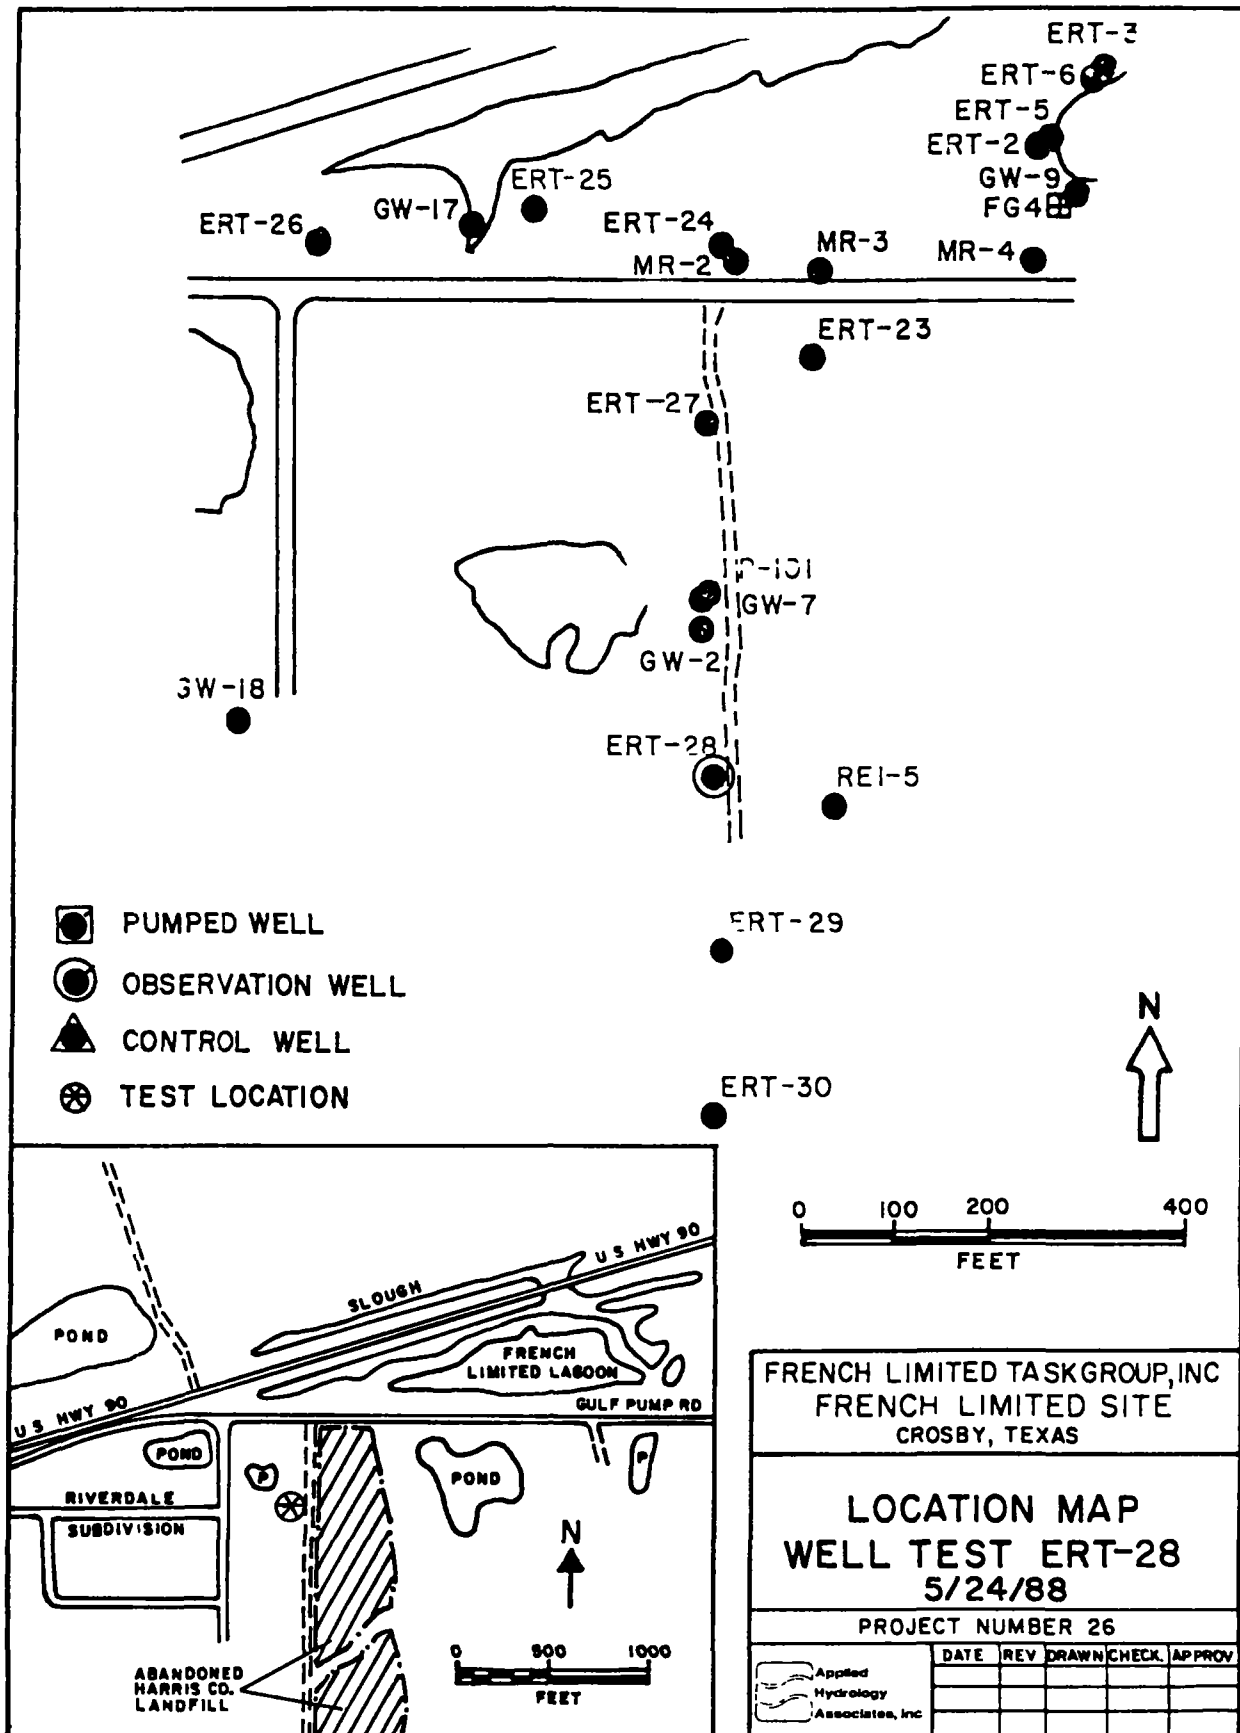 ERT-3
ERT-6
ERT-5
ERT-2
GW-9
FG4
ERT-25
GW-17
ERT-26
ERT-24
MR-2
MR-3
MR-4
ERT-23
ERT-27
P-101
GW-7
GW-2
GW-18
ERT-28
REI-5
PUMPED WELL
OBSERVATION WELL
CONTROL WELL
TEST LOCATION
ERT-29
ERT-30
N
0 100 200 400
FEET
U S HWY 90
SLOUGH
POND
FRENCH
LIMITED LAGOON
GULF PUMP RD
U S HWY 90
POND
P
POND
P
RIVERDALE
SUBDIVISION
N
0 500 1000
FEET
ABANDONED
HARRIS CO.
LANDFILL
FRENCH LIMITED TASKGROUP, INC
FRENCH LIMITED SITE
CROSBY, TEXAS
LOCATION MAP
WELL TEST ERT-28
5/24/88
PROJECT NUMBER 26
DATE REV DRAWN CHECK. APPROV
Applied
Hydrology
Associates, Inc